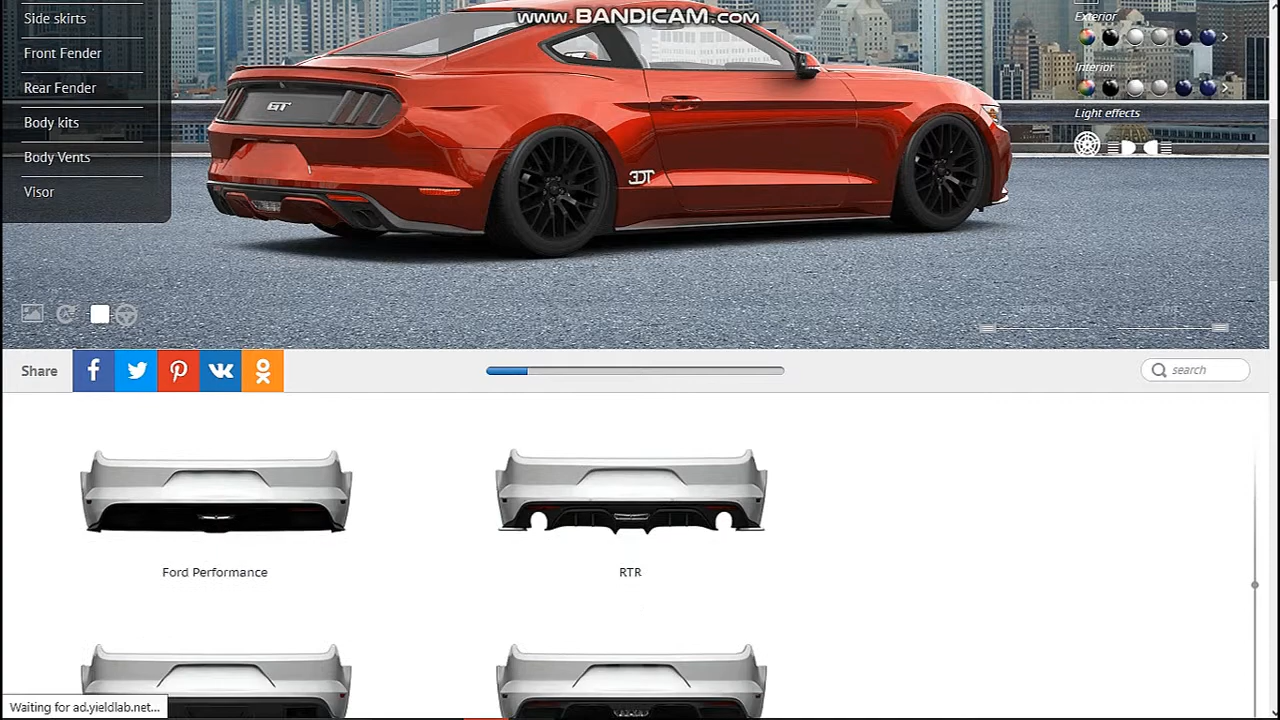 Side skirts
Front Fender
Rear Fender
Body kits
Body Vents
Visor
www.BANDICAM.com
GT
3DT
Exterior
Interior
Light effects
Share
search
Ford Performance
RTR
Waiting for ad.yieldlab.net...